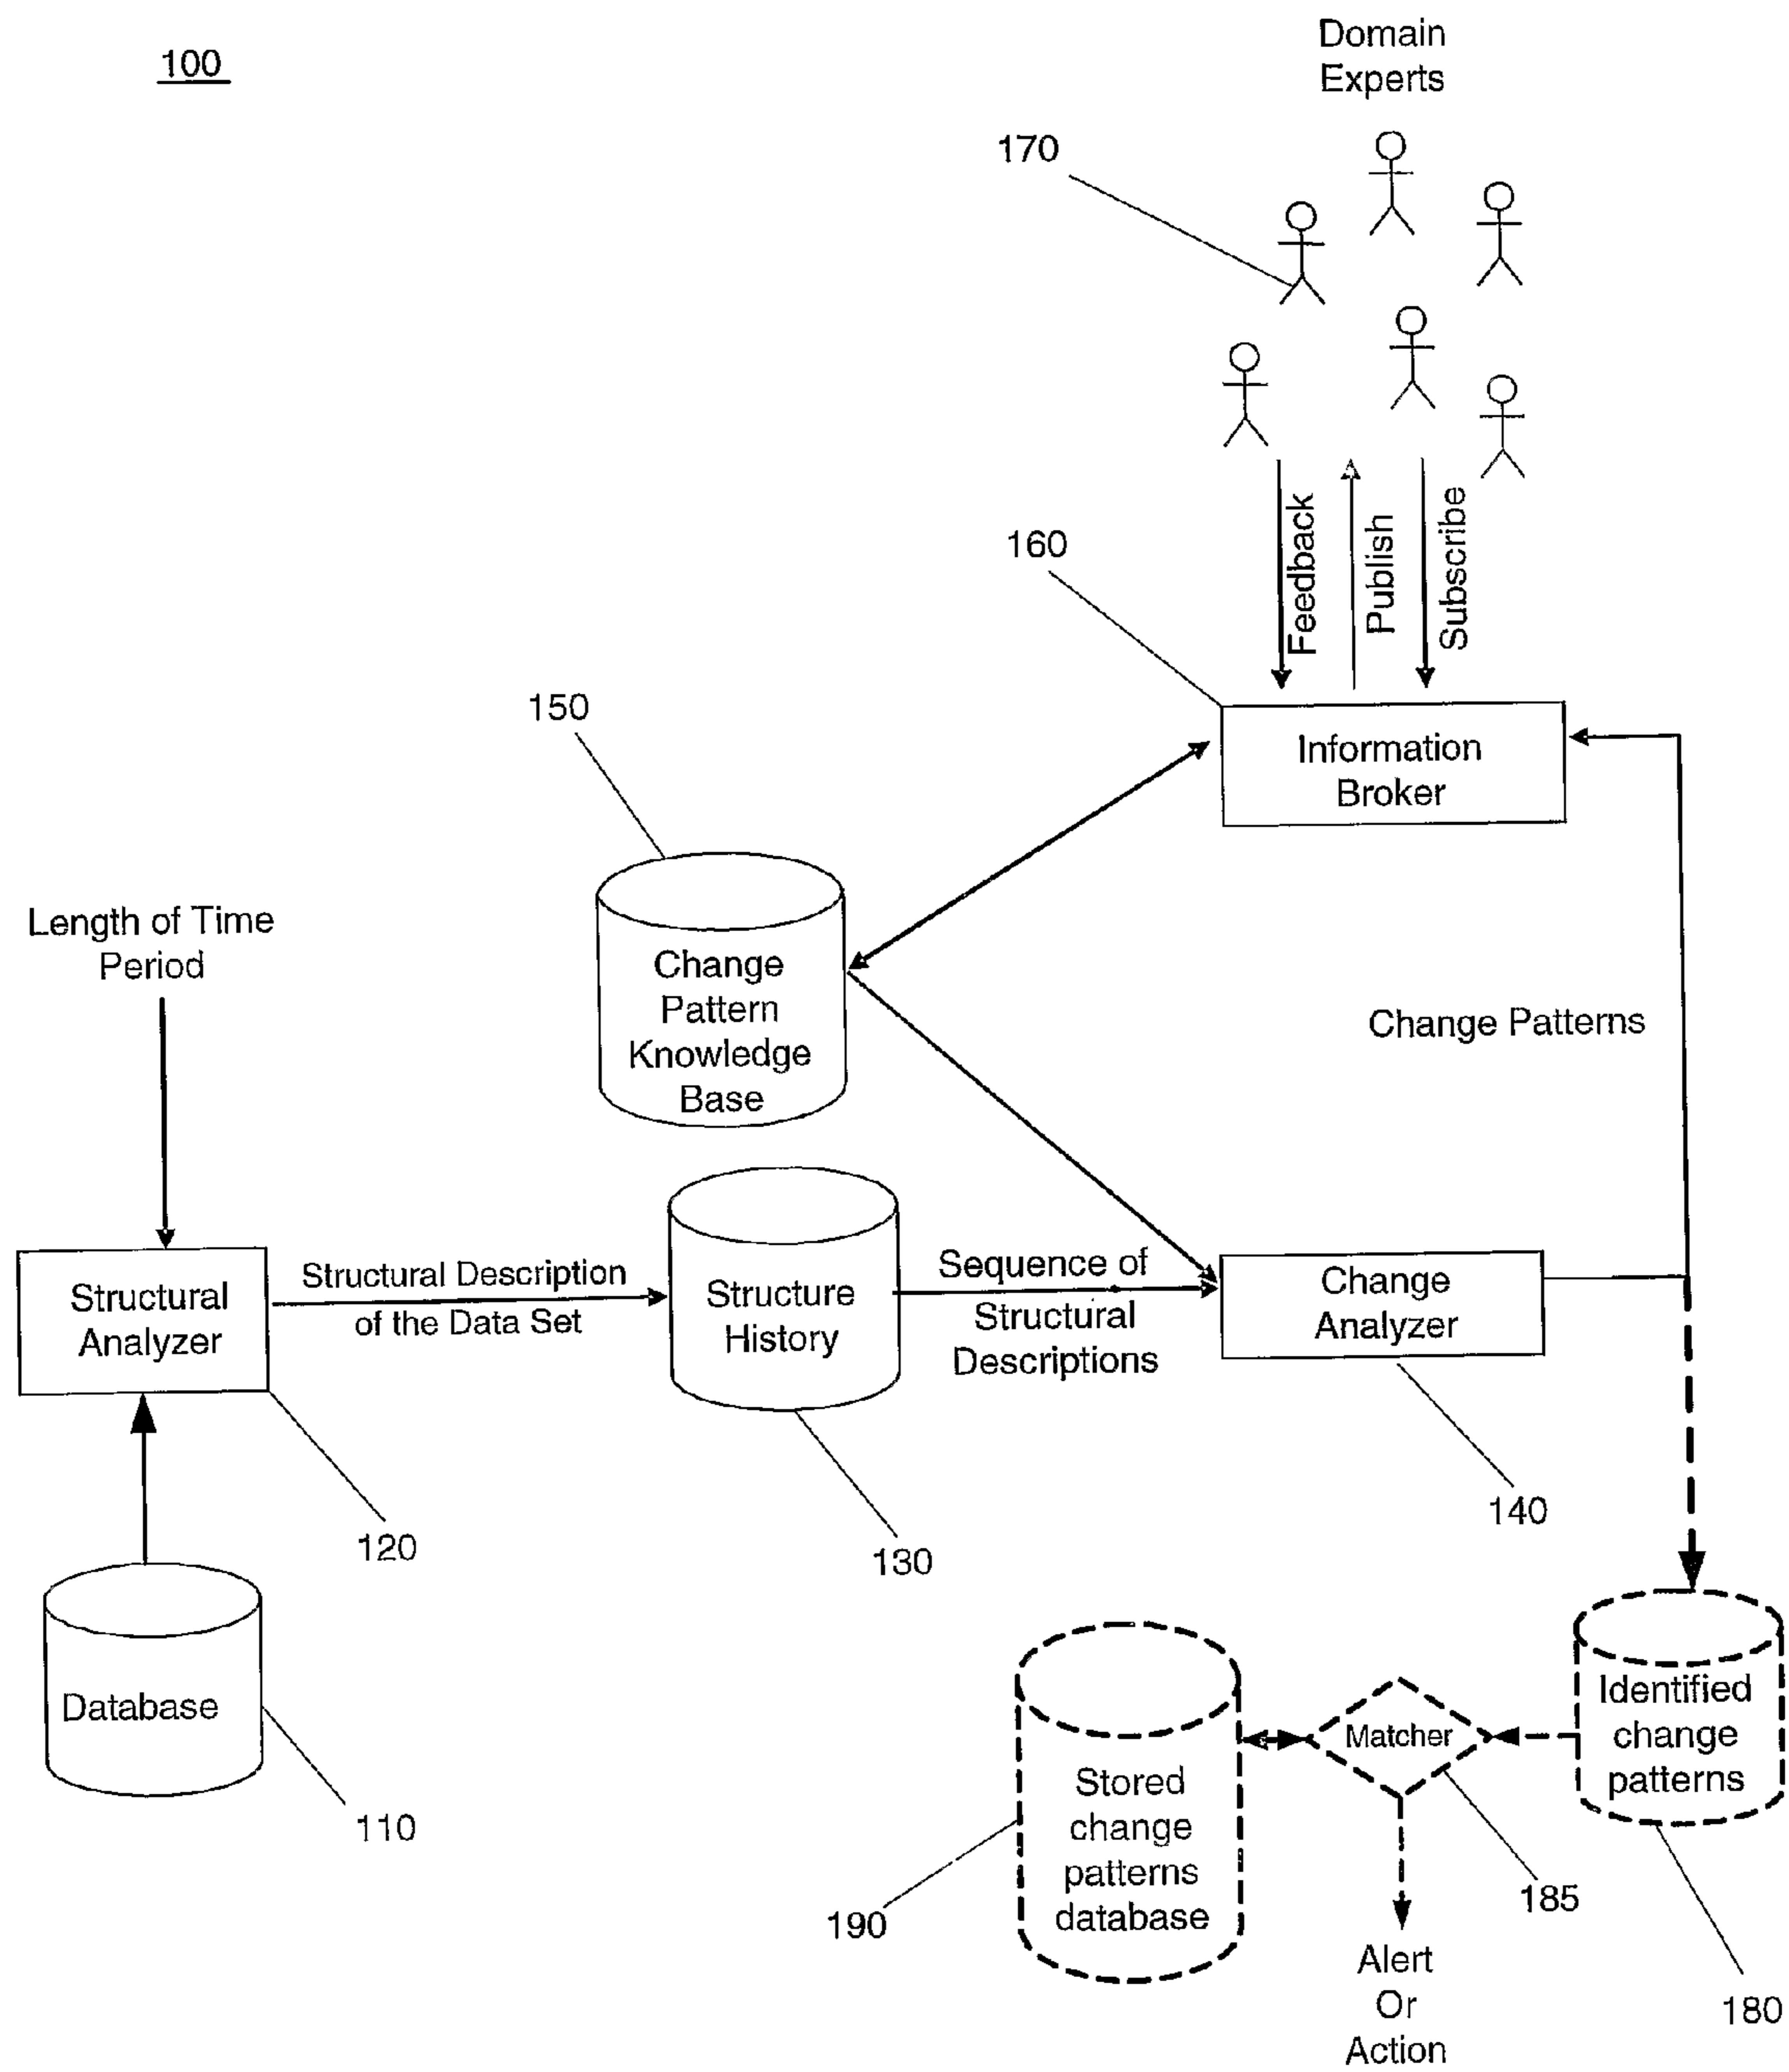 100
Domain
Experts
170
Feedback
Publish
Subscribe
160
150
Information
Broker
Length of Time
Period
Change
Pattern
Knowledge
Base
Change Patterns
Structural
Analyzer
Structural Description
of the Data Set
Structure
History
Sequence of
Structural
Descriptions
Change
Analyzer
120
130
140
Database
110
Stored
change
patterns
database
Matcher
Identified
change
patterns
190
185
180
Alert
Or
Action